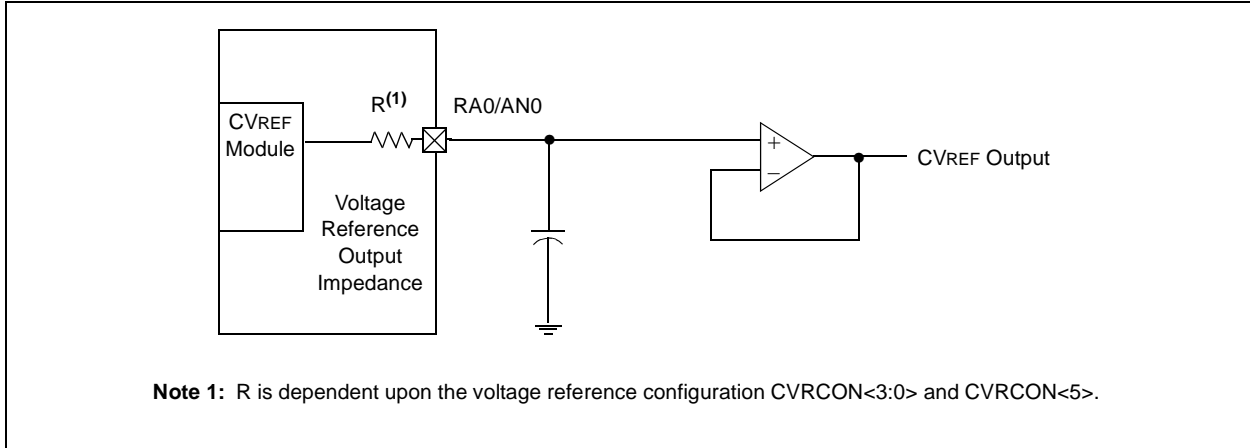 R(1)
RA0/AN0
CVREF
Module
+
–
CVREF Output
Voltage
Reference
Output
Impedance
Note 1: R is dependent upon the voltage reference configuration CVRCON<3:0> and CVRCON<5>.